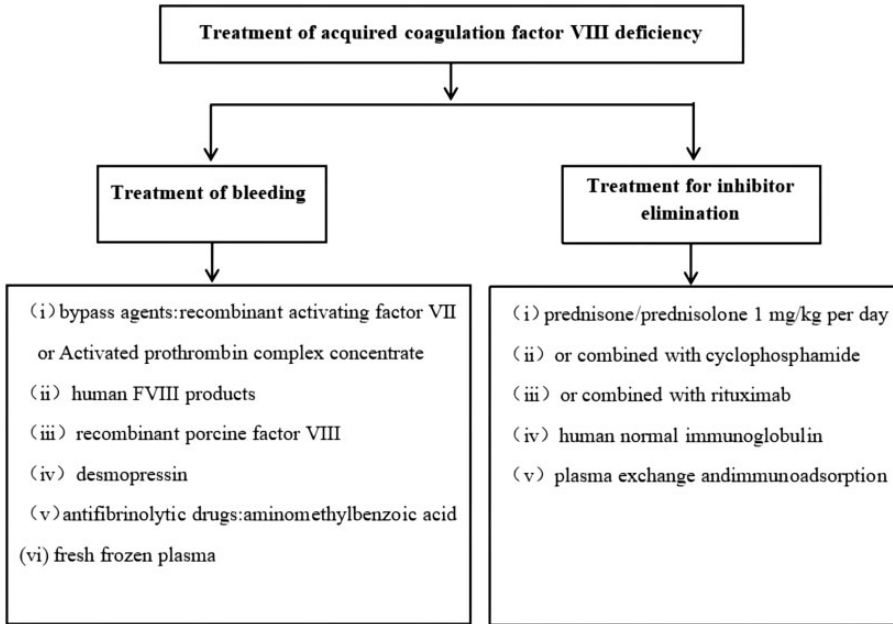 Treatment of acquired coagulation factor VIII deficiency
Treatment of bleeding
Treatment for inhibitor
elimination
（i）bypass agents:recombinant activating factor VII
or Activated prothrombin complex concentrate
（ii）human FVIII products
（iii）recombinant porcine factor VIII
（iv）desmopressin
（v）antifibrinolytic drugs:aminomethylbenzoic acid
(vi) fresh frozen plasma
（i）prednisone/prednisolone 1 mg/kg per day
（ii）or combined with cyclophosphamide
（iii）or combined with rituximab
（iv）human normal immunoglobulin
（v）plasma exchange andimmunoadsorption